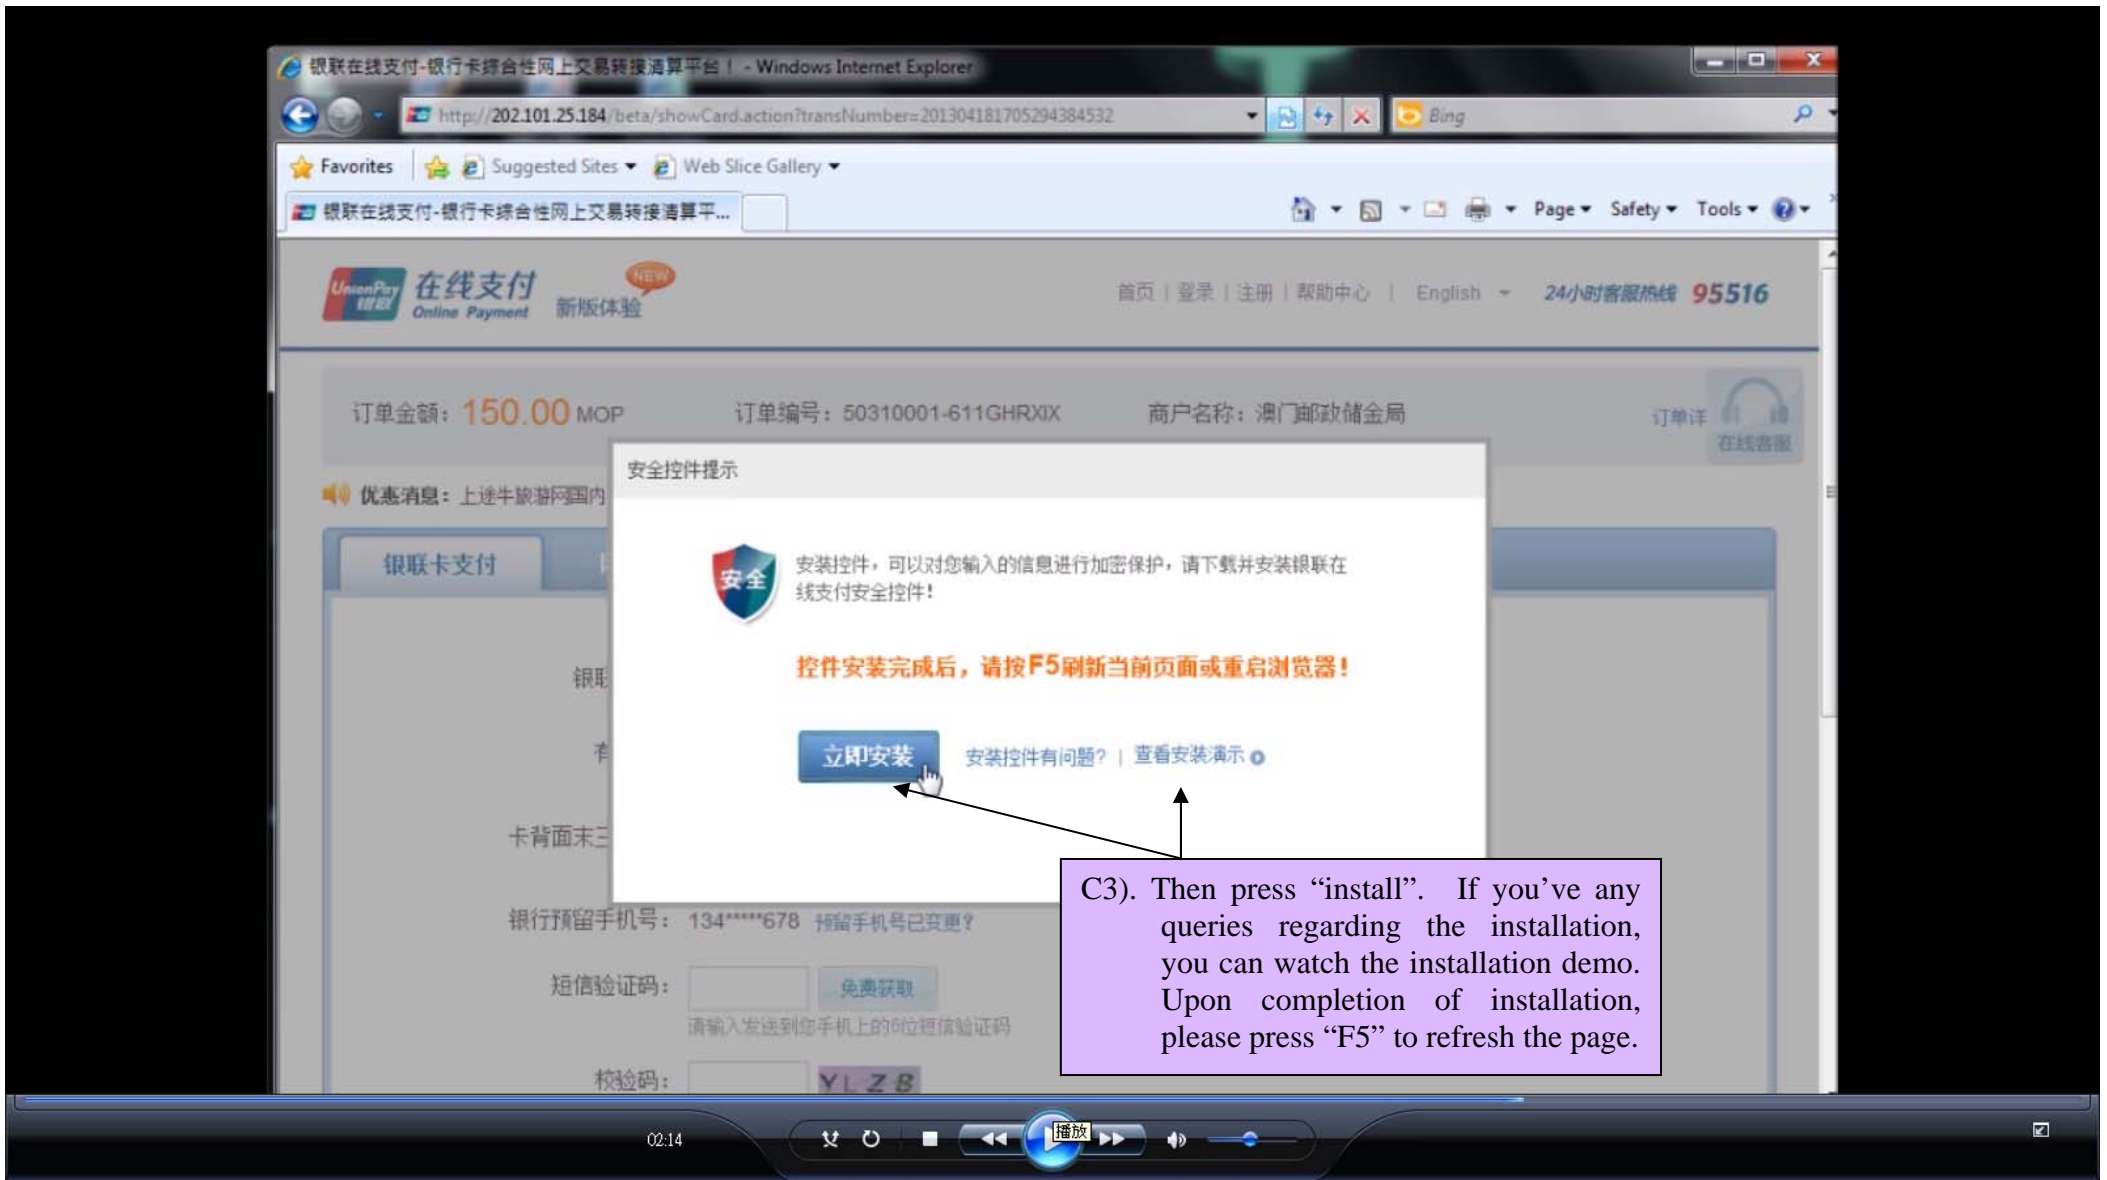 银联在线支付-银行卡综合性网上交易转接清算平台！ - Windows Internet Explorer
http://202.101.25.184/beta/showCard.action?transNumber=201304181705294384532
Bing
Favorites Suggested Sites Web Slice Gallery
银联在线支付-银行卡综合性网上交易转接清算平... Page Safety Tools
UnionPay 银联 在线支付 Online Payment 新版体验 NEW
首页 | 登录 | 注册 | 帮助中心 | English 24小时客服热线 95516
订单金额：150.00 MOP 订单编号：50310001-611GHRXIX 商户名称：澳门邮政储金局 订单详
在线客服
安全控件提示
优惠消息：上途牛旅游网国内
银联卡支付
安全
安装控件，可以对您输入的信息进行加密保护，请下载并安装银联在
线支付安全控件！
控件安装完成后，请按F5刷新当前页面或重启浏览器！
银联
有
立即安装 安装控件有问题？ | 查看安装演示
卡背面末三
银行预留手机号：134*****678 预留手机号已变更？
短信验证码： 免费获取
请输入发送到您手机上的6位短信验证码
校验码： YLZB
C3). Then press “install”. If you’ve any
queries regarding the installation,
you can watch the installation demo.
Upon completion of installation,
please press “F5” to refresh the page.
02:14 播放